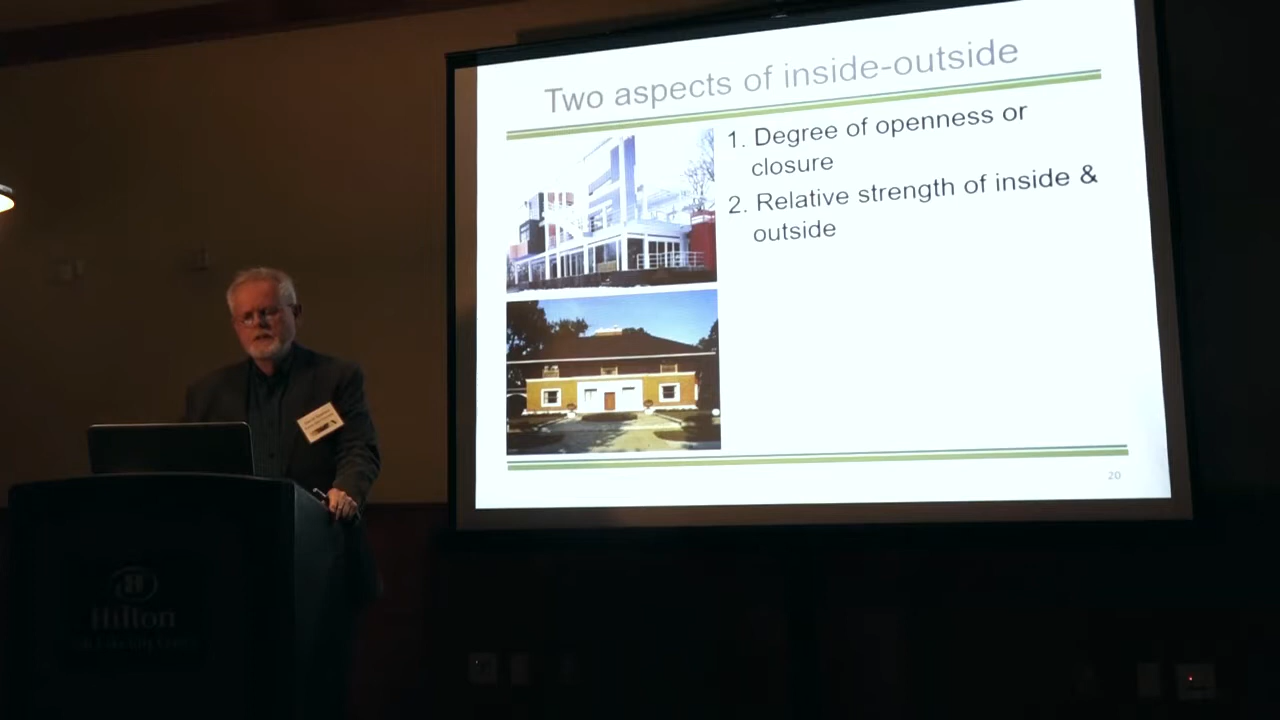 Two aspects of inside-outside
1. Degree of openness or
closure
2. Relative strength of inside &
outside
20
Hilton